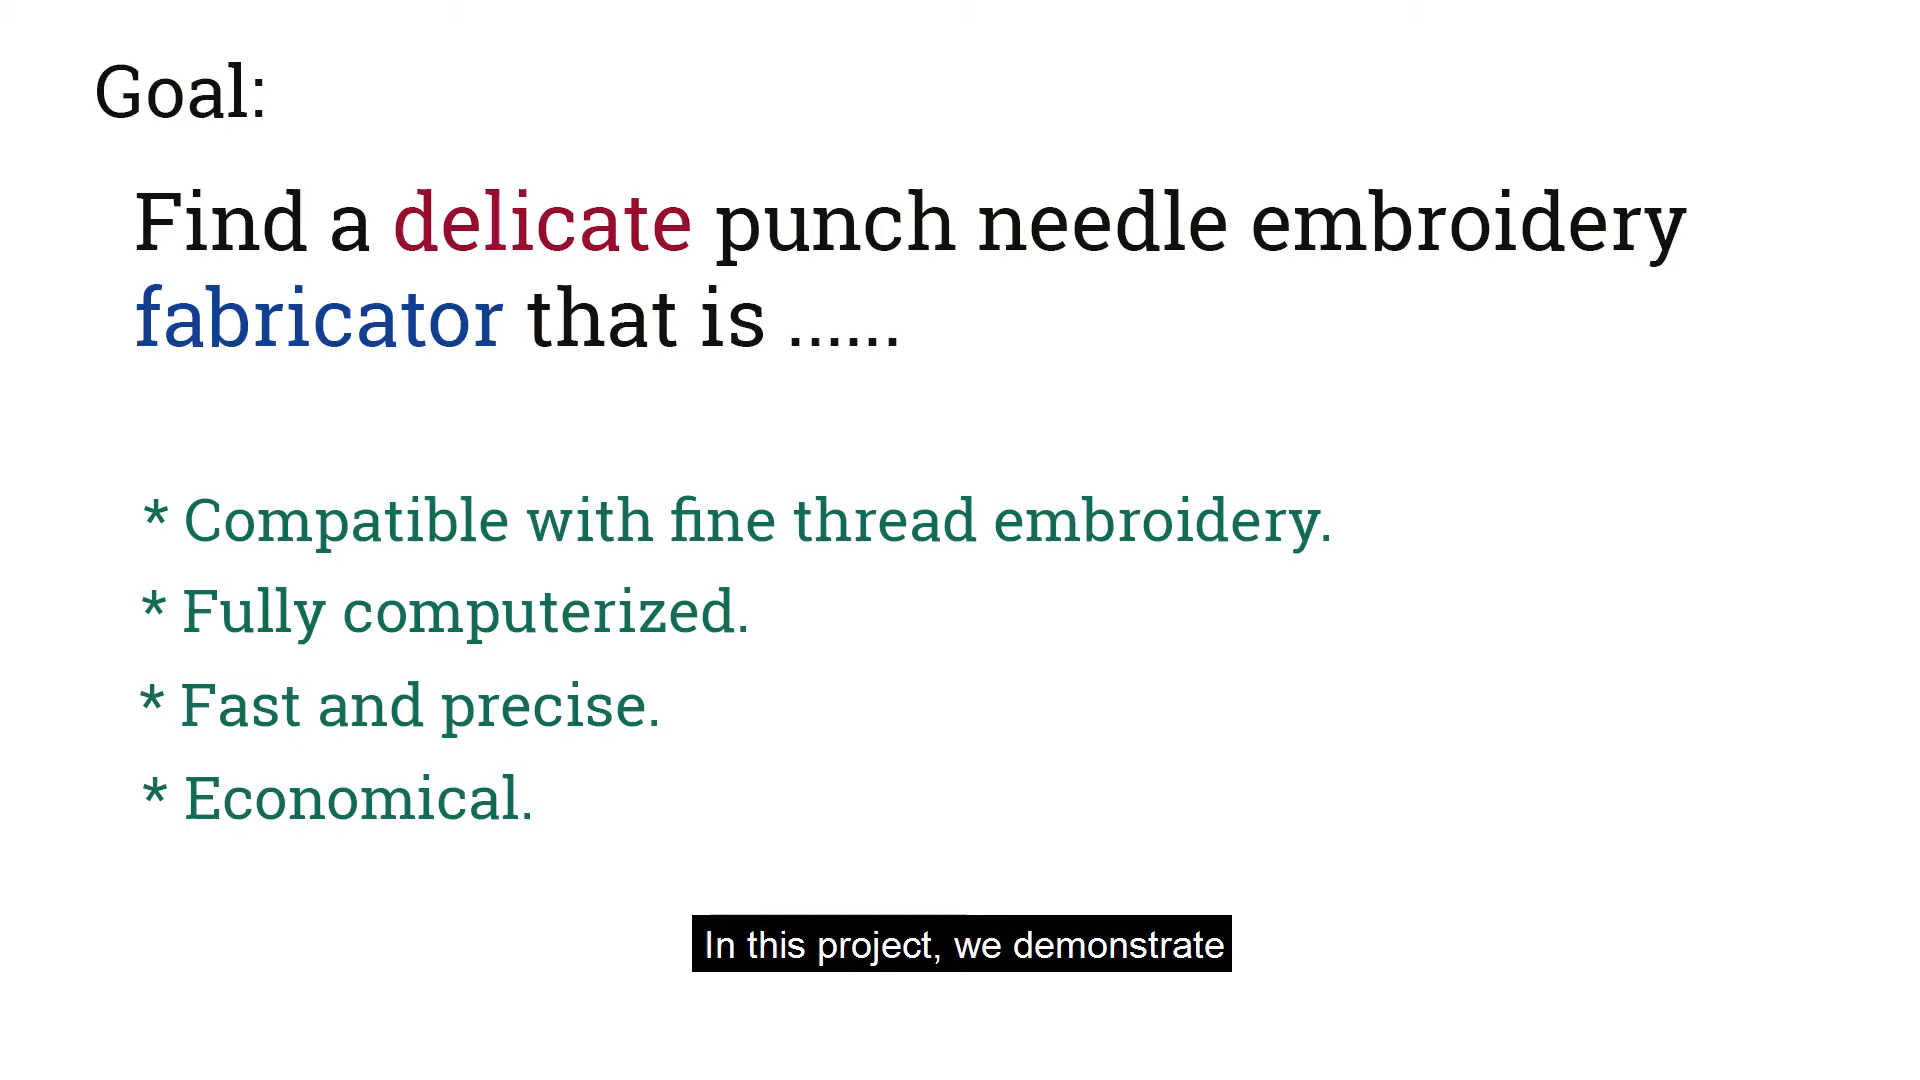 Goal:
Find a delicate punch needle embroidery
fabricator that is ......
* Compatible with fine thread embroidery.
* Fully computerized.
* Fast and precise.
* Economical.
In this project, we demonstrate